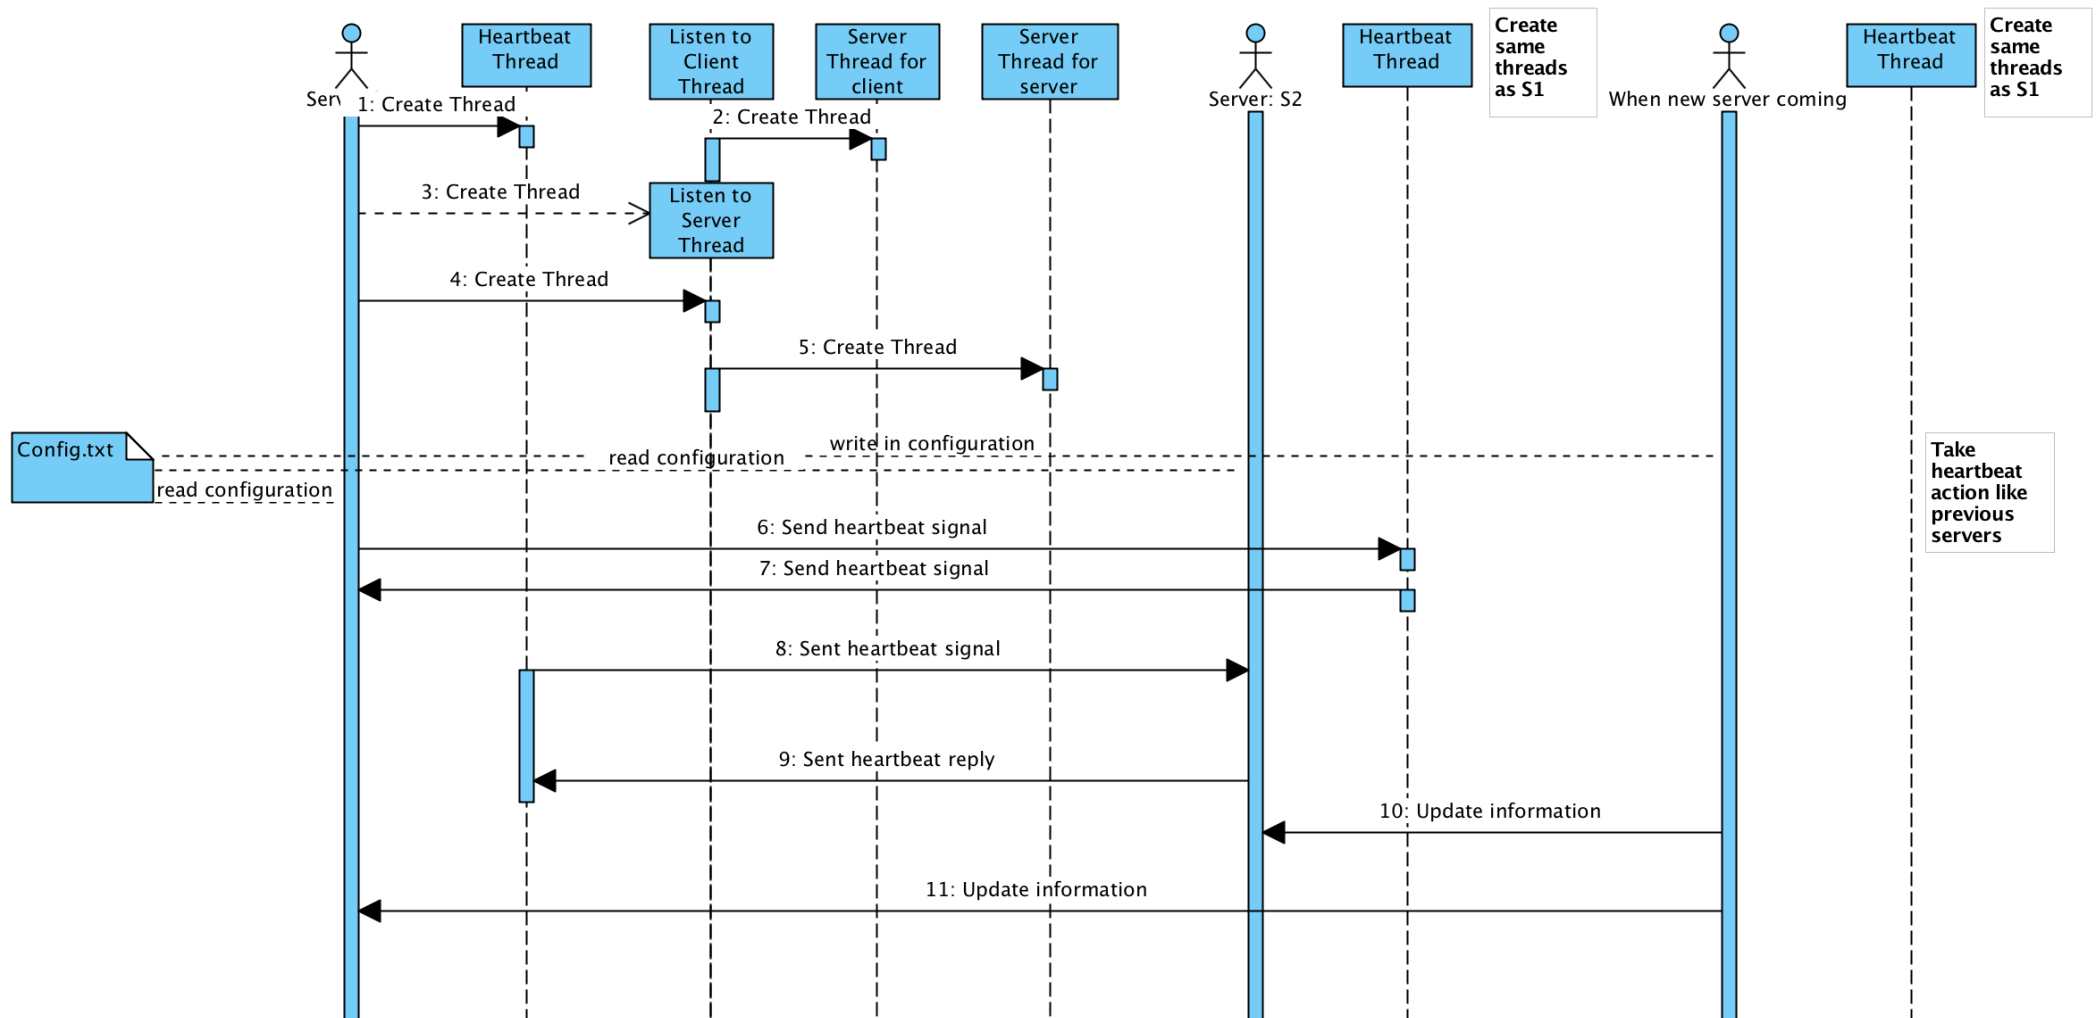 Heartbeat
Thread
Listen to
Client
Thread
Server
Thread for
client
Server
Thread for
server
Server: S2
Heartbeat
Thread
Create
same
threads
as S1
When new server coming
Heartbeat
Thread
Create
same
threads
as S1
1: Create Thread
2: Create Thread
3: Create Thread
Listen to
Server
Thread
4: Create Thread
5: Create Thread
Config.txt
write in configuration
read configuration
read configuration
Take
heartbeat
action like
previous
servers
6: Send heartbeat signal
7: Send heartbeat signal
8: Sent heartbeat signal
9: Sent heartbeat reply
10: Update information
11: Update information